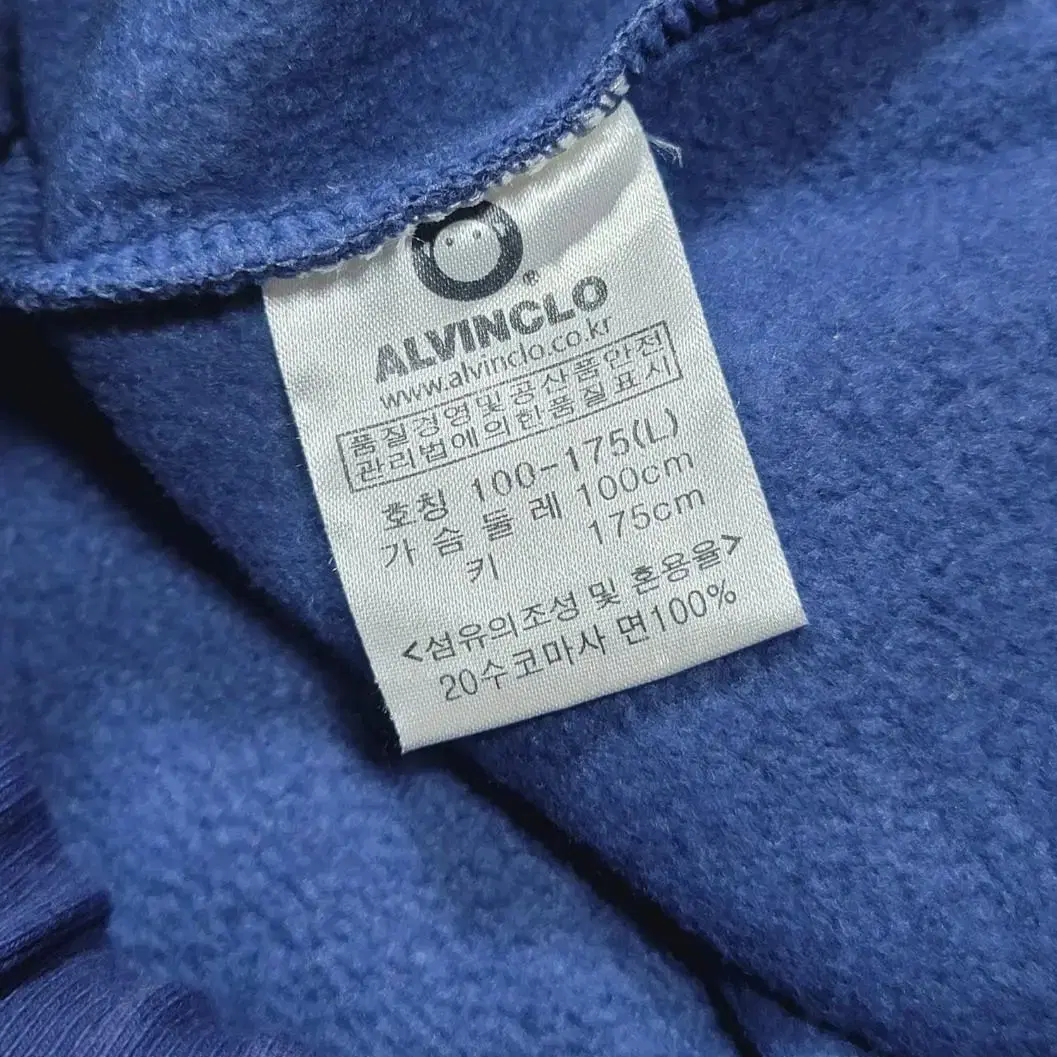 ALVINCLO
www.alvinclo.co.kr
품질경영및공산품안전
관리법에의한품질표시
호칭 100-175(L)
가 슴 둘 레 100cm
키 175cm
<섬유의조성 및 혼용율>
20수코마사 면100%